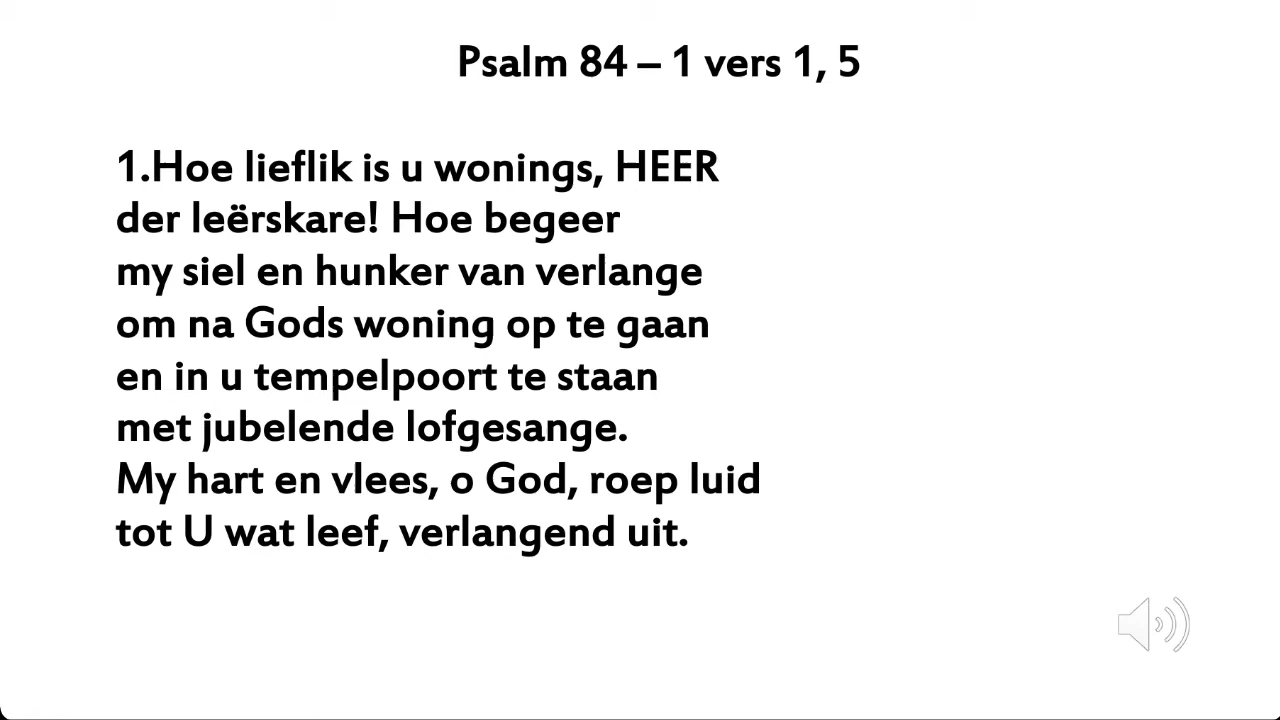 Psalm 84 – 1 vers 1, 5
1.Hoe lieflik is u wonings, HEER
der leërskare! Hoe begeer
my siel en hunker van verlange
om na Gods woning op te gaan
en in u tempelpoort te staan
met jubelende lofgesange.
My hart en vlees, o God, roep luid
tot U wat leef, verlangend uit.